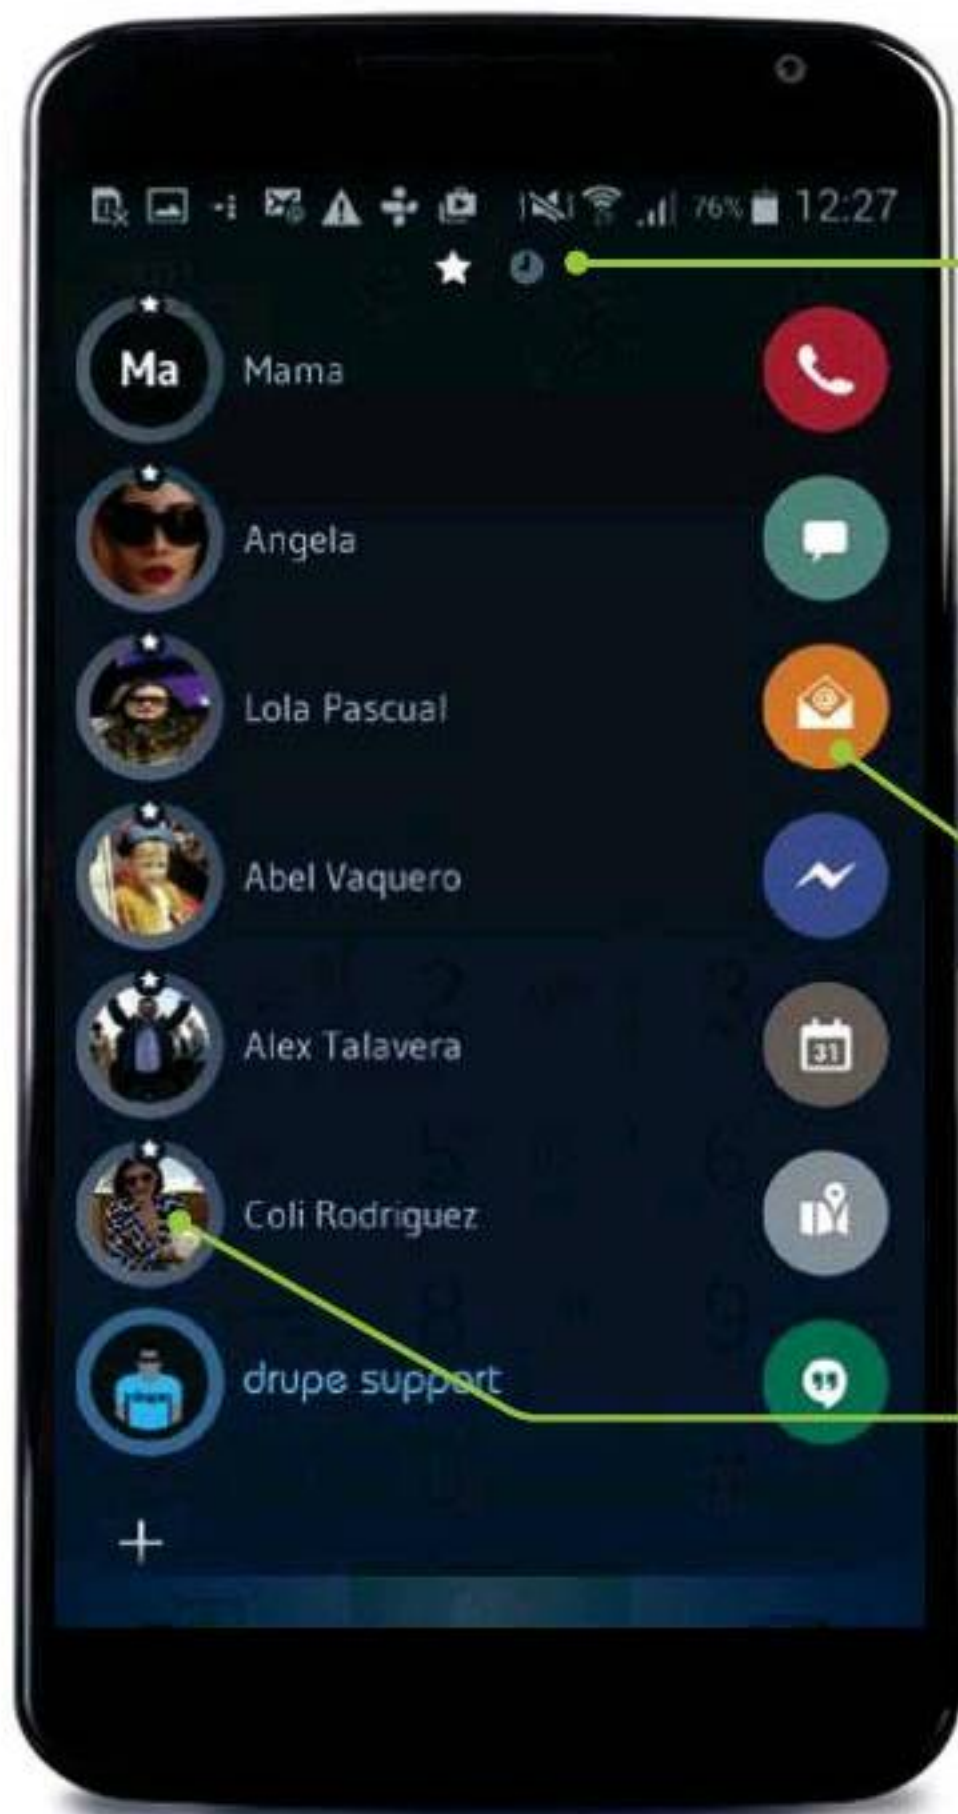 76% 12:27
Ma Mama
Angela
Lola Pascual
Abel Vaquero
Alex Talavera
31
Coli Rodriguez
drupe support
+